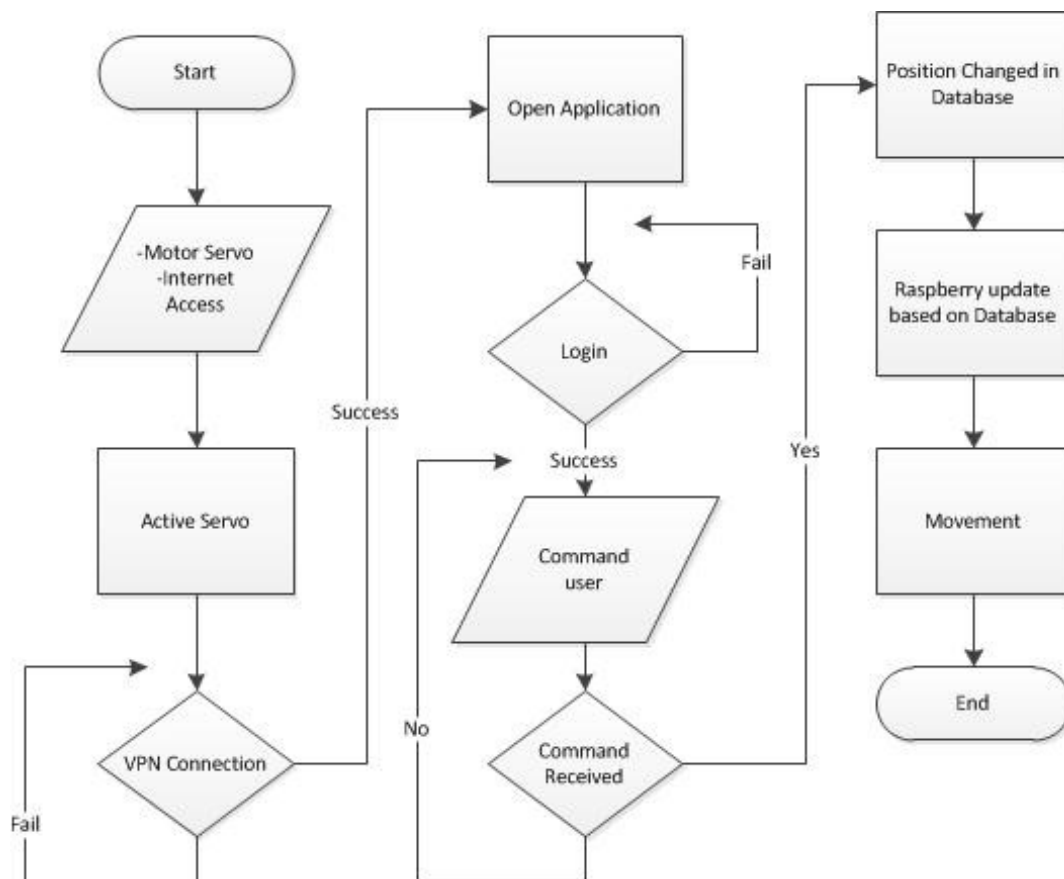 Start
-Motor Servo
-Internet
Access
Active Servo
VPN Connection
Fail
Success
Open Application
Fail
Login
Success
Command
user
No
Command
Received
Yes
Position Changed in
Database
Raspberry update
based on Database
Movement
End